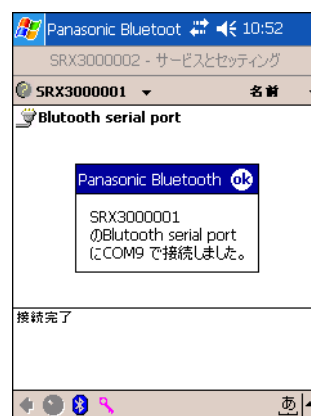 Panasonic Bluetoot 10:52
SRX3000002 - サービスとセッティング
SRX3000001 名前
Blutooth serial port
Panasonic Bluetooth ok
SRX3000001
のBlutooth serial port
にCOM9 で接続しました。
接続完了
あ